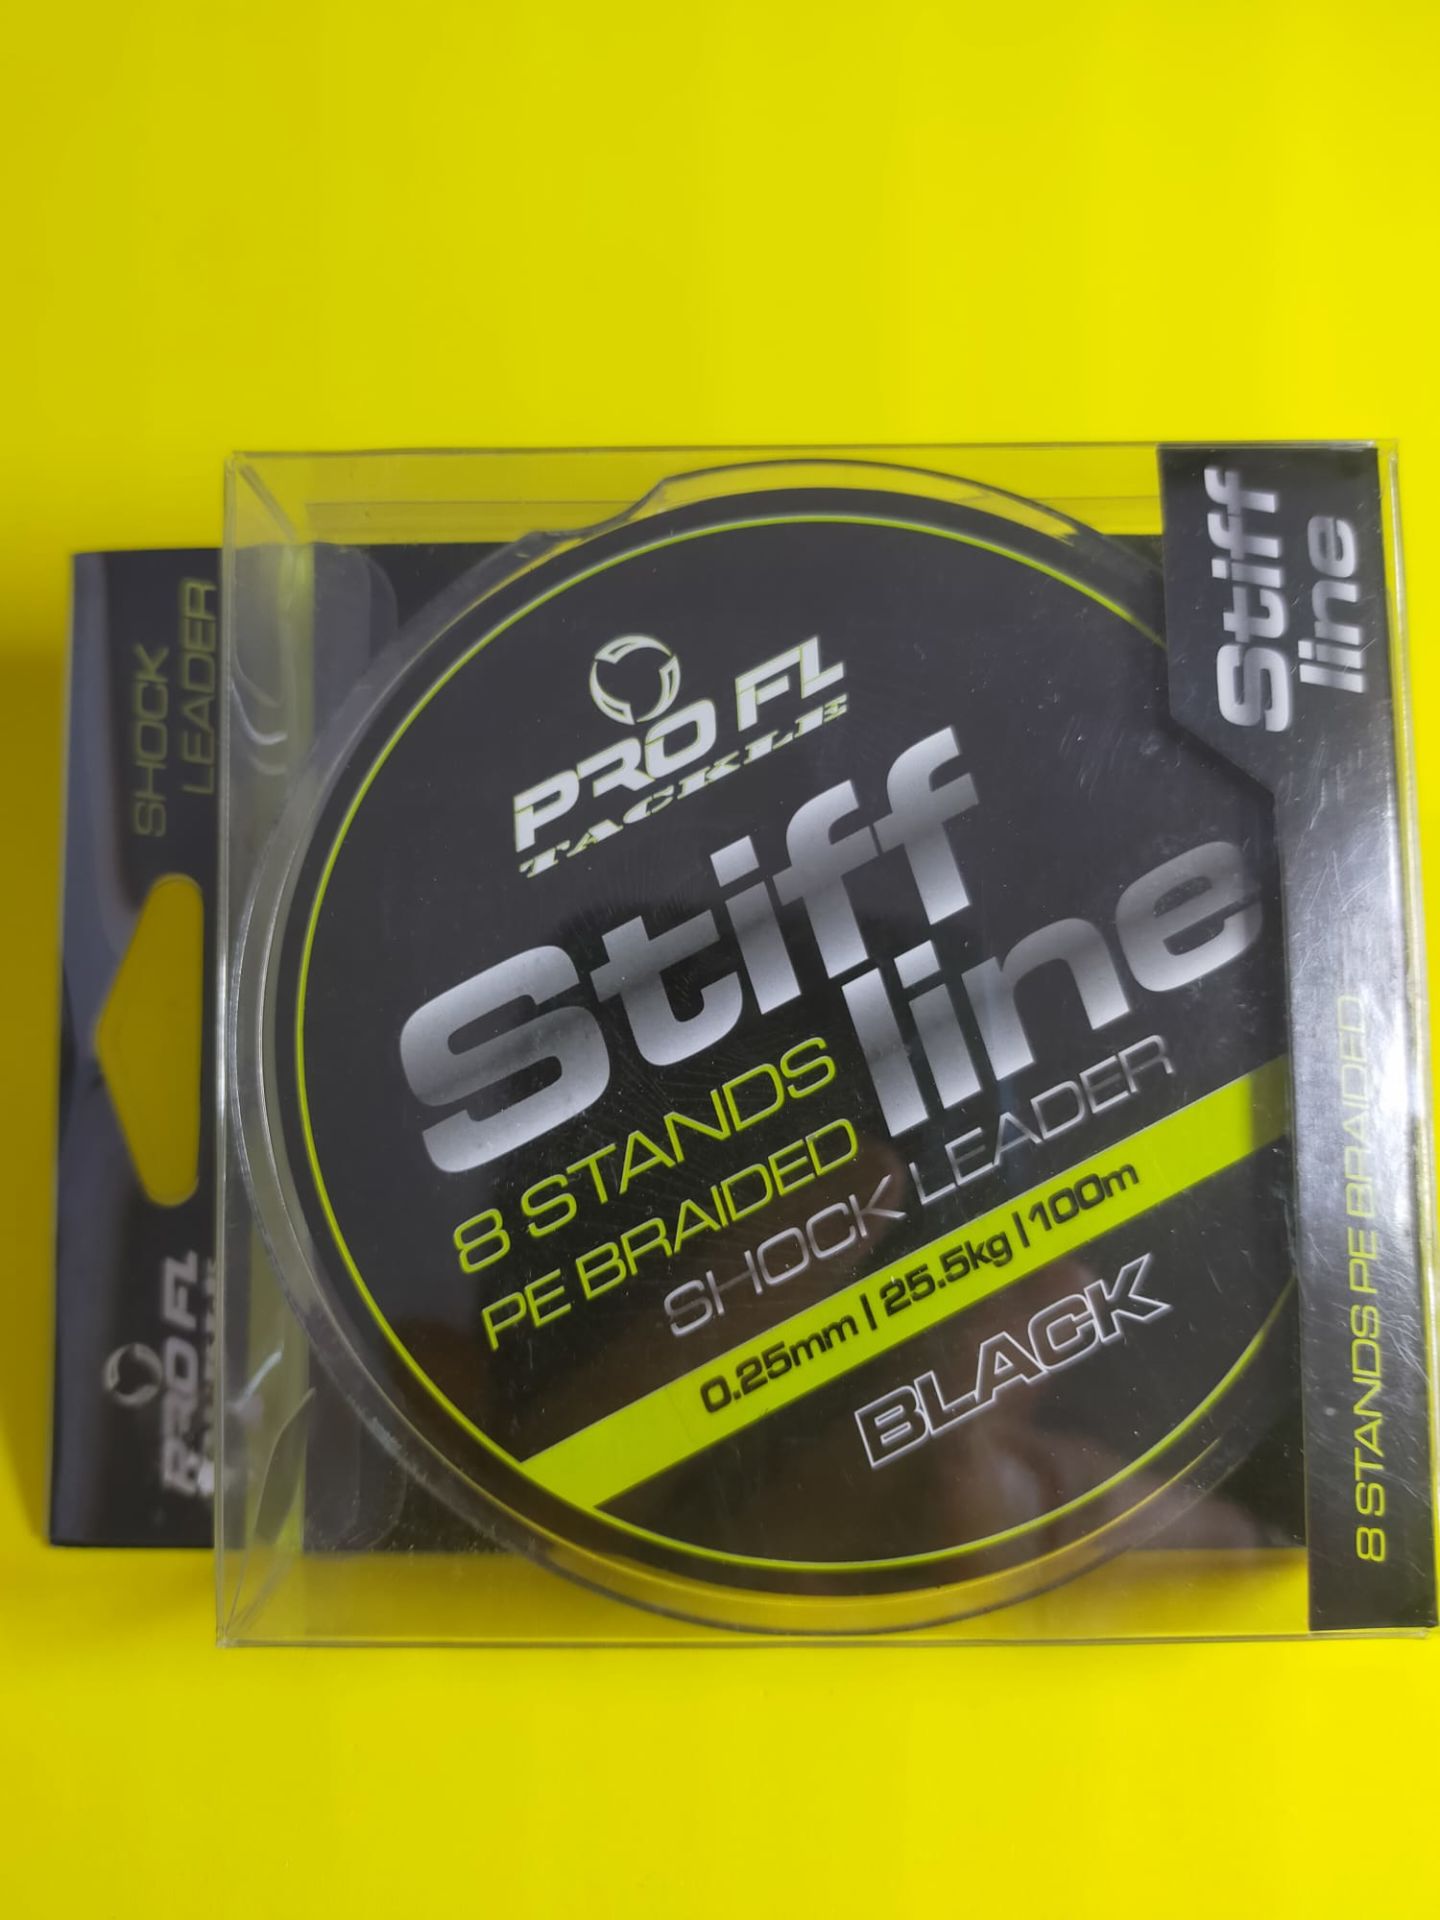 SHOCK
LEADER
PRO FL
PRO FL
TACKLE
Stiff
line
8 STANDS
PE BRAIDED
SHOCK LEADER
0.25mm | 25.5kg | 100m
BLACK
Stiff
line
8 STANDS PE BRAIDED